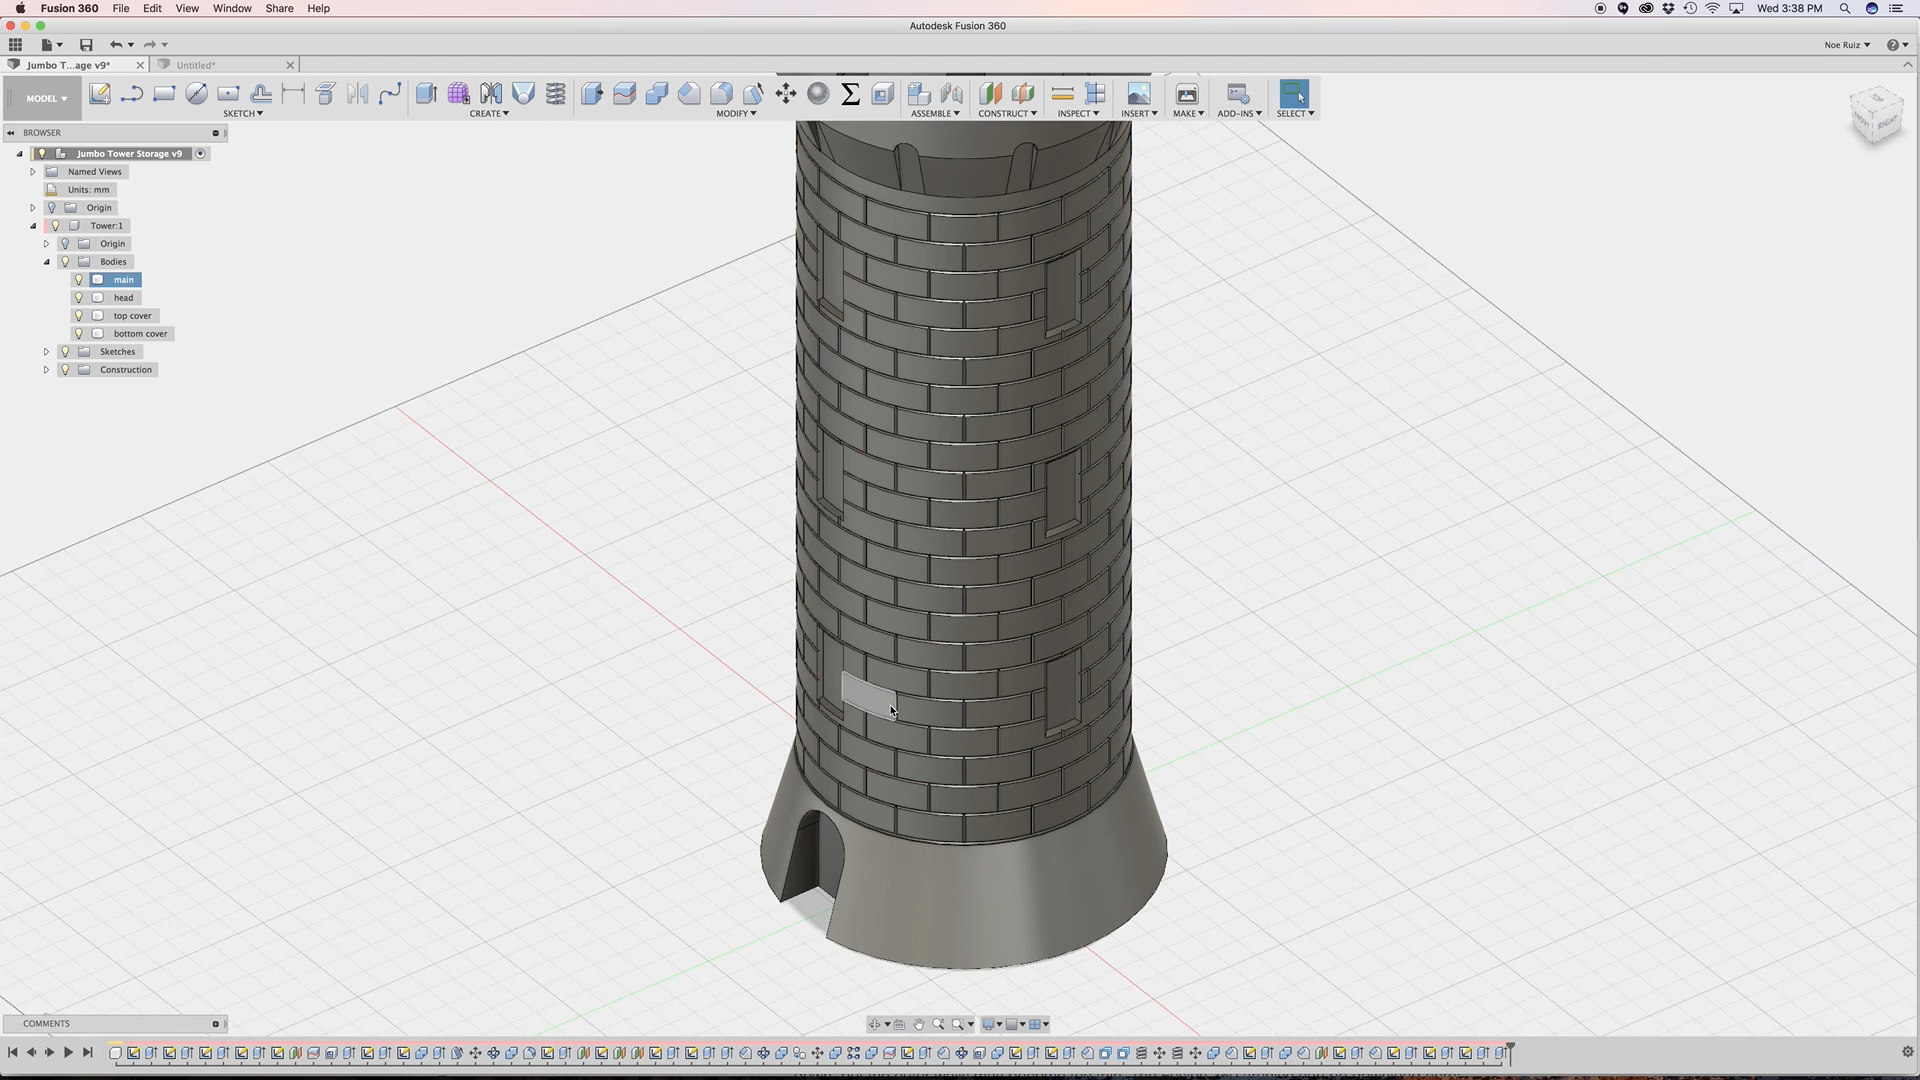 Fusion 360 File Edit View Window Share Help Wed 3:38 PM
Autodesk Fusion 360
Noe Ruiz
Jumbo T...age v9* Untitled*
MODEL
SKETCH CREATE MODIFY ASSEMBLE CONSTRUCT INSPECT INSERT MAKE ADD-INS SELECT
BROWSER
Jumbo Tower Storage v9
Named Views
Units: mm
Origin
Tower:1
Origin
Bodies
main
head
top cover
bottom cover
Sketches
Construction
RIGHT
COMMENTS